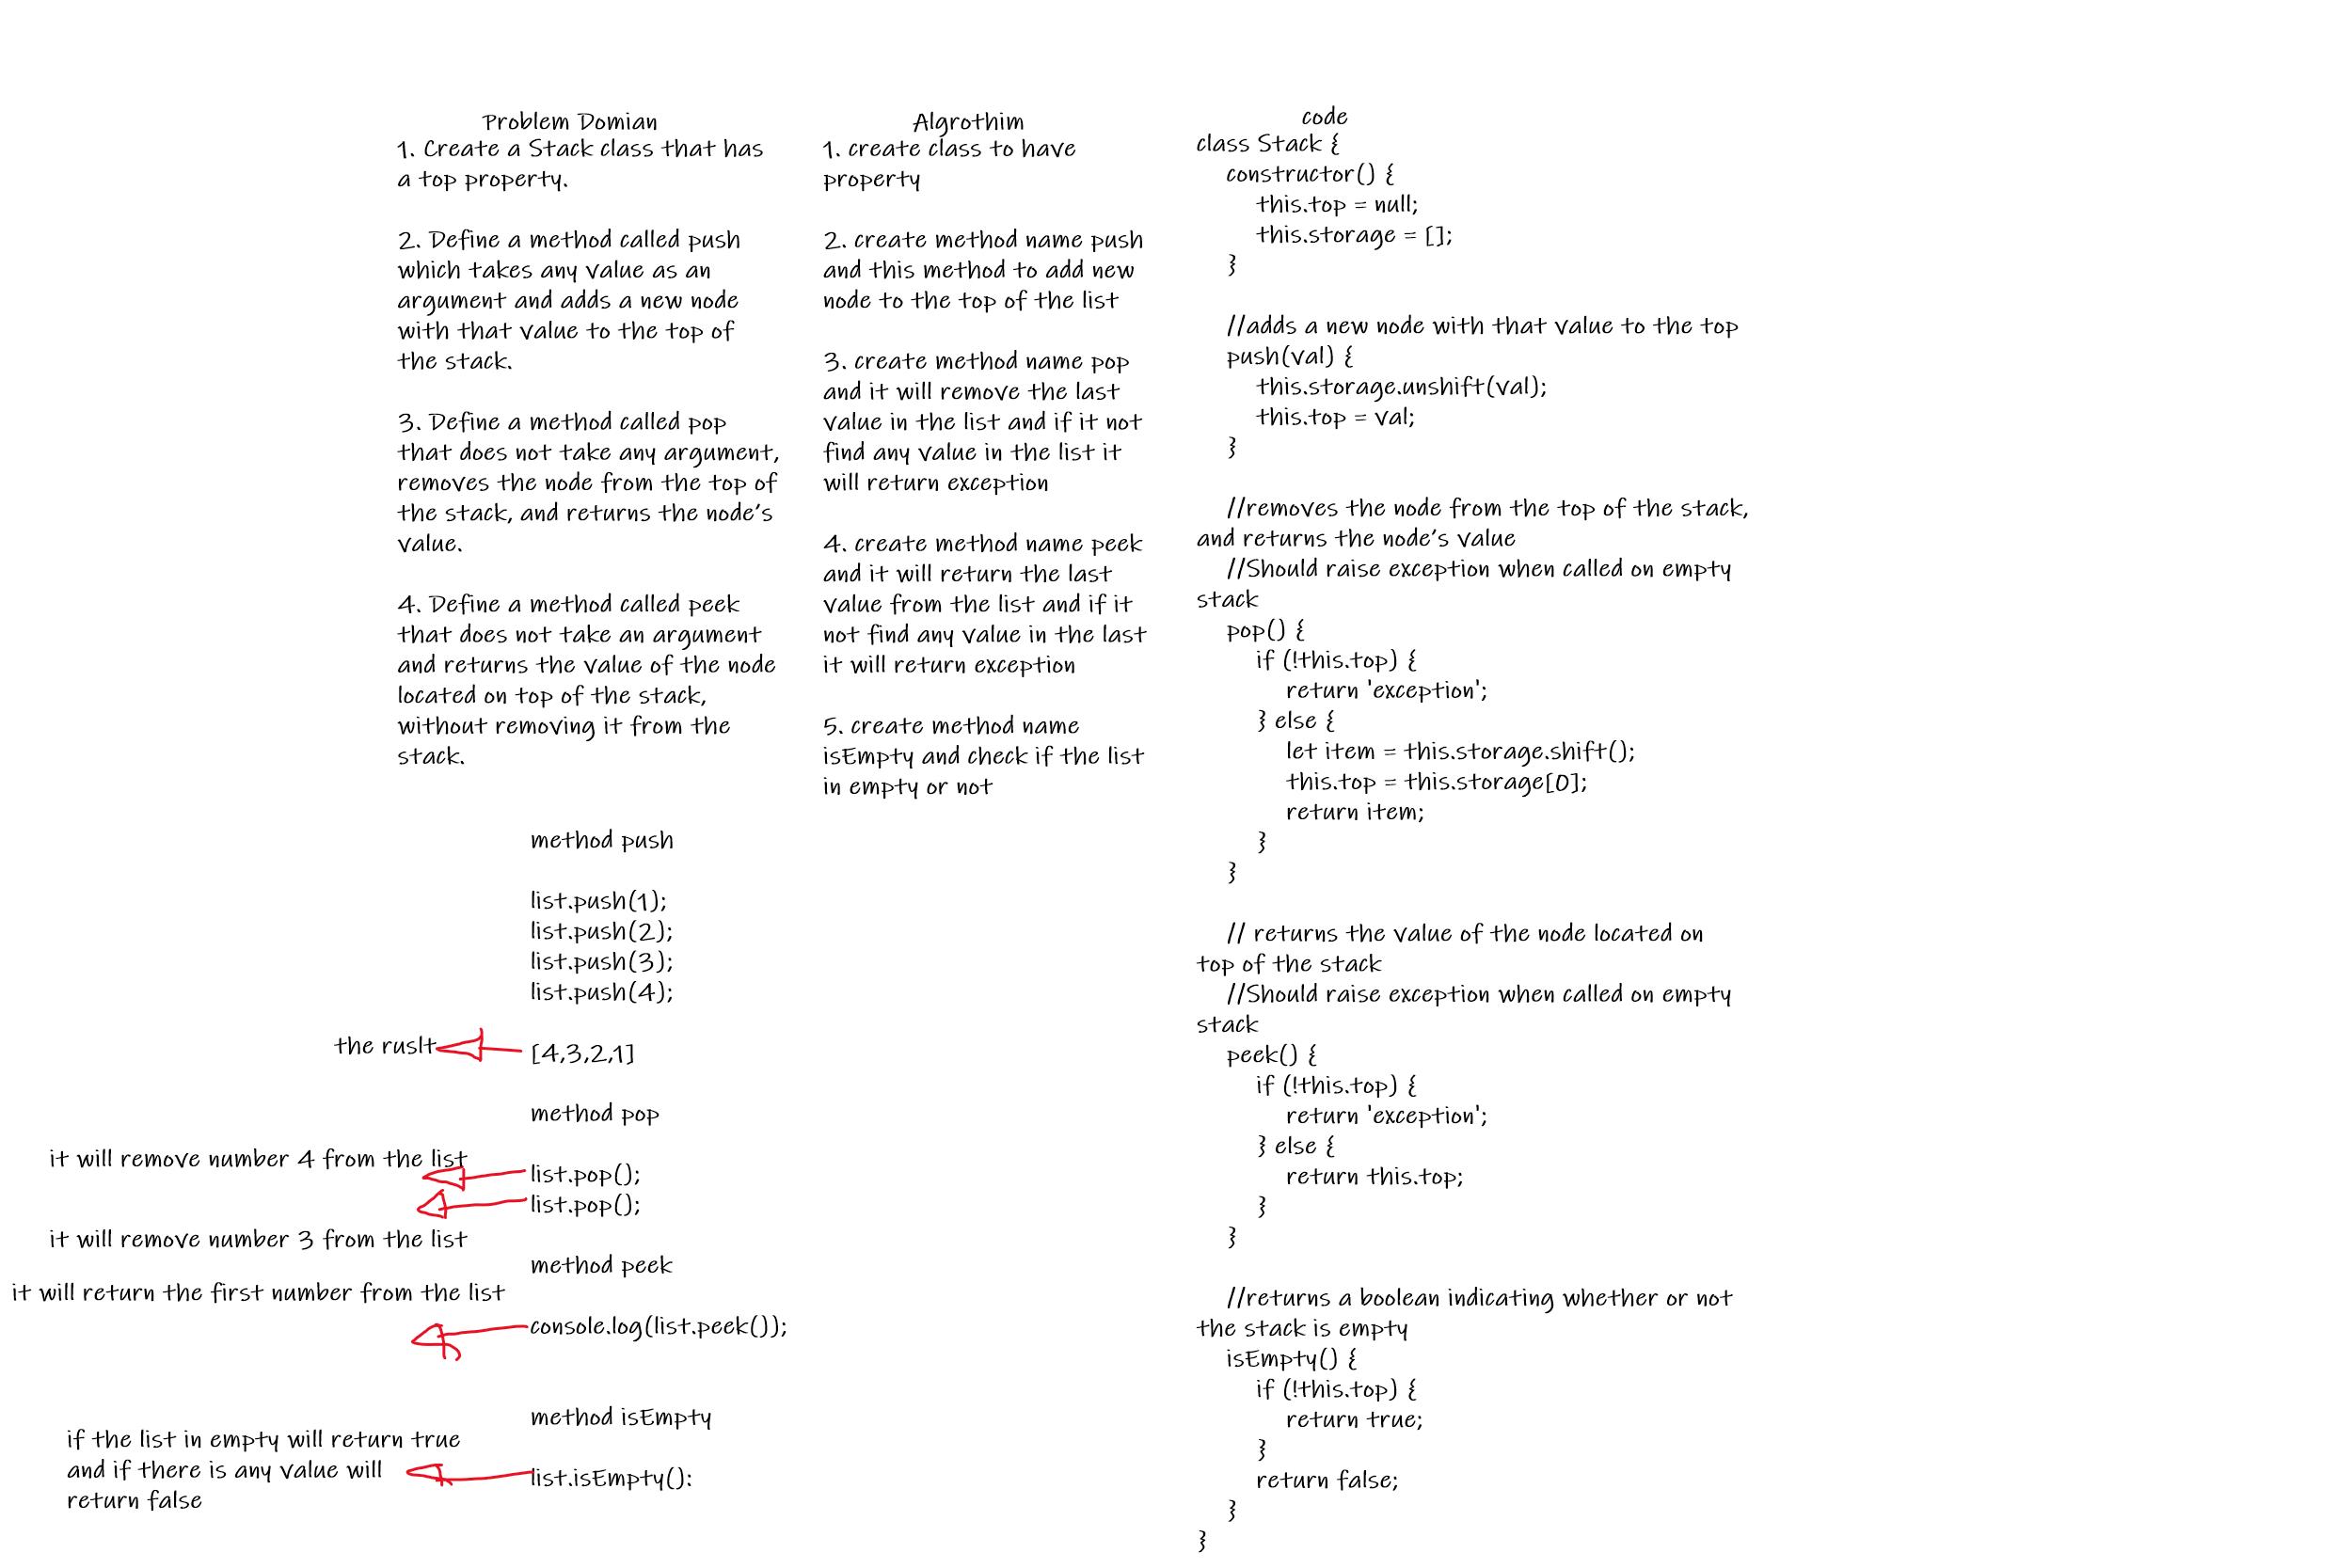 Problem Domian
1. Create a Stack class that has
a top property.
2. Define a method called push
which takes any value as an
argument and adds a new node
with that value to the top of
the stack.
3. Define a method called pop
that does not take any argument,
removes the node from the top of
the stack, and returns the node's
value.
4. Define a method called peek
that does not take an argument
and returns the value of the node
located on top of the stack,
without removing it from the
stack.
Algrothim
1. create class to have
property
2. create method name push
and this method to add new
node to the top of the list
3. create method name pop
and it will remove the last
value in the list and if it not
find any value in the list it
will return exception
4. create method name peek
and it will return the last
value from the list and if it
not find any value in the last
it will return exception
5. create method name
isEmpty and check if the list
in empty or not
code
class Stack {
constructor() {
this.top = null;
this.storage = [];
}
//adds a new node with that value to the top
push(val) {
this.storage.unshift(val);
this.top = val;
}
//removes the node from the top of the stack,
and returns the node's value
//Should raise exception when called on empty
stack
pop() {
if (!this.top) {
return 'exception';
} else {
let item = this.storage.shift();
this.top = this.storage[0];
return item;
}
}
// returns the value of the node located on
top of the stack
//Should raise exception when called on empty
stack
peek() {
if (!this.top) {
return 'exception';
} else {
return this.top;
}
}
//returns a boolean indicating whether or not
the stack is empty
isEmpty() {
if (!this.top) {
return true;
}
return false;
}
}
method push
list.push(1);
list.push(2);
list.push(3);
list.push(4);
the ruslt
[4,3,2,1]
method pop
it will remove number 4 from the list
list.pop();
list.pop();
it will remove number 3 from the list
method peek
it will return the first number from the list
console.log(list.peek());
method isEmpty
if the list in empty will return true
and if there is any value will
return false
list.isEmpty():